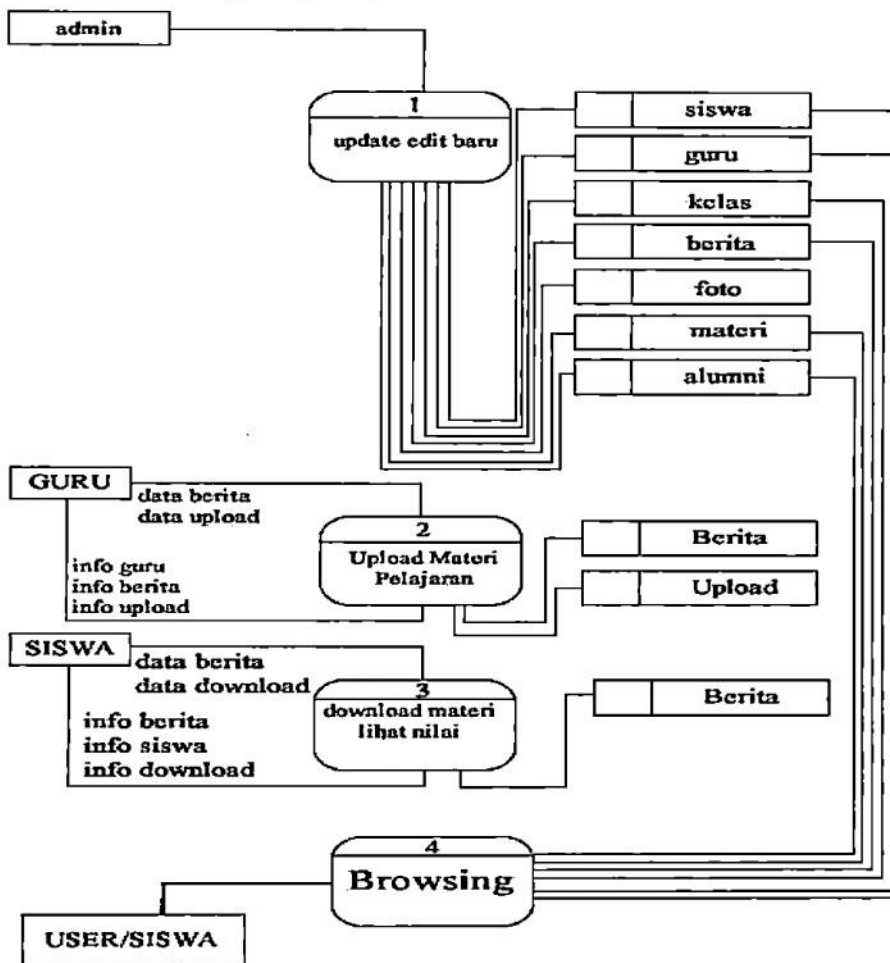 admin
1
update edit baru
siswa
guru
kelas
berita
foto
materi
alumni
GURU
data berita
data upload
info guru
info berita
info upload
2
Upload Materi
Pelajaran
Berita
Upload
SISWA
data berita
data download
info berita
info siswa
info download
3
download materi
lihat nilai
Berita
4
Browsing
USER/SISWA